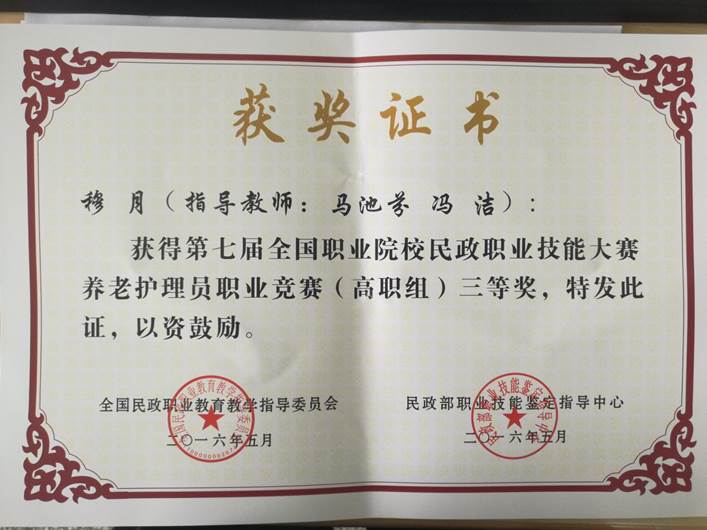 获奖证书
穆 月（指导教师：马池芬 冯 洁）：
获得第七届全国职业院校民政职业技能大赛
养老护理员职业竞赛（高职组）三等奖，特发此
证，以资鼓励。
全国民政职业教育教学指导委员会
二〇一六年五月
民政部职业技能鉴定指导中心
二〇一六年五月